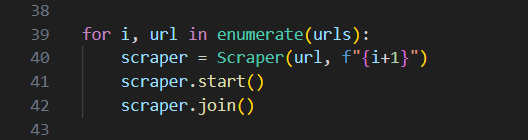 38
39 for i, url in enumerate(urls):
40     scraper = Scraper(url, f"{i+1}")
41     scraper.start()
42     scraper.join()
43